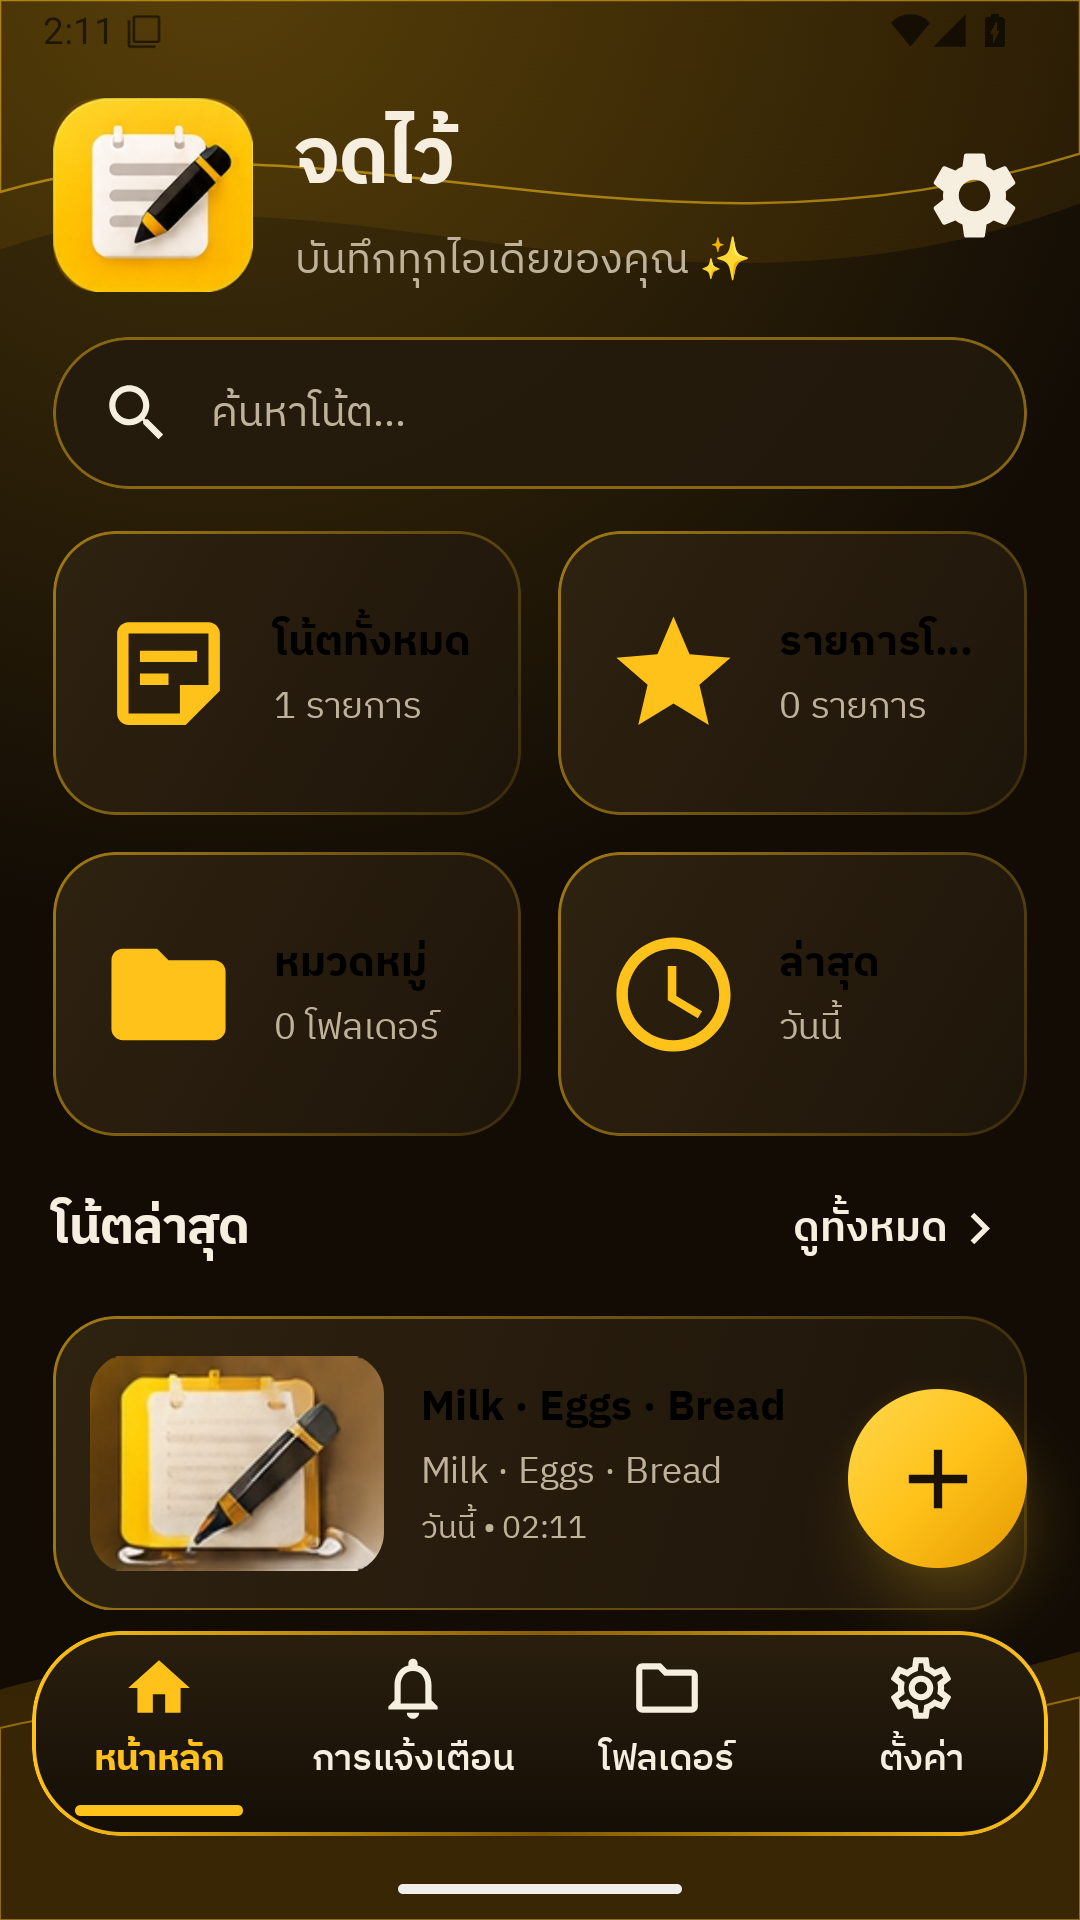 2:11
จดไว้
บันทึกทุกไอเดียของคุณ ✨
ค้นหาโน้ต...
โน้ตทั้งหมด
1 รายการ
รายการโ...
0 รายการ
หมวดหมู่
0 โฟลเดอร์
ล่าสุด
วันนี้
โน้ตล่าสุด
ดูทั้งหมด
Milk · Eggs · Bread
Milk · Eggs · Bread
วันนี้ • 02:11
หน้าหลัก
การแจ้งเตือน
โฟลเดอร์
ตั้งค่า